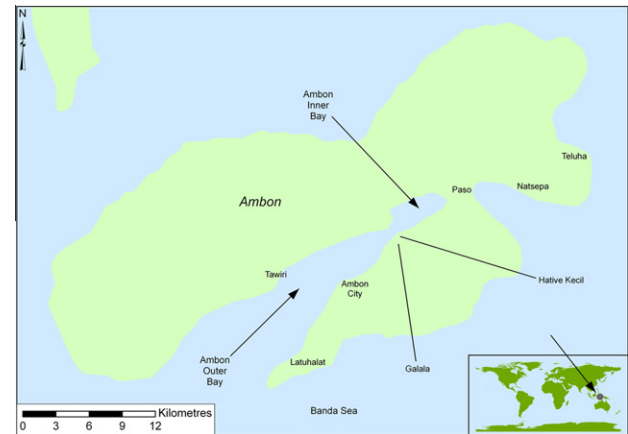 N
Ambon
Inner
Bay
Teluha
Paso
Natsepa
Ambon
Tawiri
Hative Kecil
Ambon
City
Ambon
Outer
Bay
Latuhalat
Galala
Banda Sea
Kilometres
0 3 6 9 12